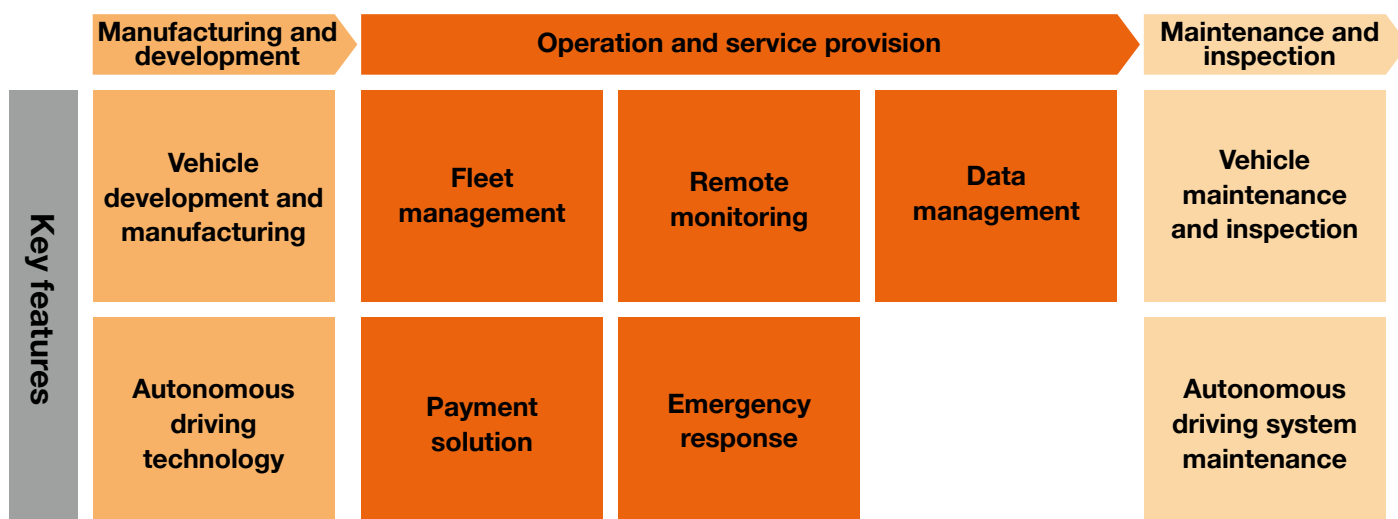 Manufacturing and
development
Operation and service provision
Maintenance and
inspection
Key features
Vehicle
development and
manufacturing
Fleet
management
Remote
monitoring
Data
management
Vehicle
maintenance
and inspection
Autonomous
driving
technology
Payment
solution
Emergency
response
Autonomous
driving system
maintenance